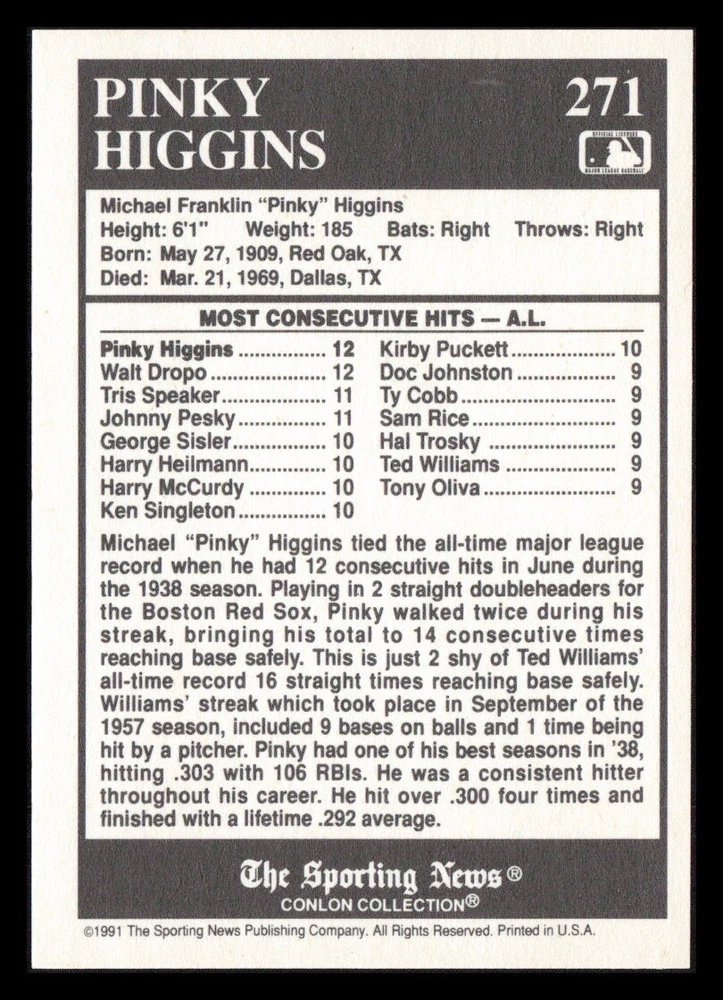 PINKY
HIGGINS
271
OFFICIAL LICENSEE
MAJOR LEAGUE BASEBALL
Michael Franklin “Pinky” Higgins
Height: 6'1" Weight: 185 Bats: Right Throws: Right
Born: May 27, 1909, Red Oak, TX
Died: Mar. 21, 1969, Dallas, TX
MOST CONSECUTIVE HITS — A.L.
Pinky Higgins ................ 12
Walt Dropo .................... 12
Tris Speaker .................. 11
Johnny Pesky ................ 11
George Sisler ................ 10
Harry Heilmann ............. 10
Harry McCurdy .............. 10
Ken Singleton ................ 10
Kirby Puckett ................... 10
Doc Johnston ................... 9
Ty Cobb ............................ 9
Sam Rice .......................... 9
Hal Trosky ....................... 9
Ted Williams .................... 9
Tony Oliva ........................ 9
Michael “Pinky” Higgins tied the all-time major league
record when he had 12 consecutive hits in June during
the 1938 season. Playing in 2 straight doubleheaders for
the Boston Red Sox, Pinky walked twice during his
streak, bringing his total to 14 consecutive times
reaching base safely. This is just 2 shy of Ted Williams’
all-time record 16 straight times reaching base safely.
Williams’ streak which took place in September of the
1957 season, included 9 bases on balls and 1 time being
hit by a pitcher. Pinky had one of his best seasons in ’38,
hitting .303 with 106 RBIs. He was a consistent hitter
throughout his career. He hit over .300 four times and
finished with a lifetime .292 average.
The Sporting News®
CONLON COLLECTION®
©1991 The Sporting News Publishing Company. All Rights Reserved. Printed in U.S.A.